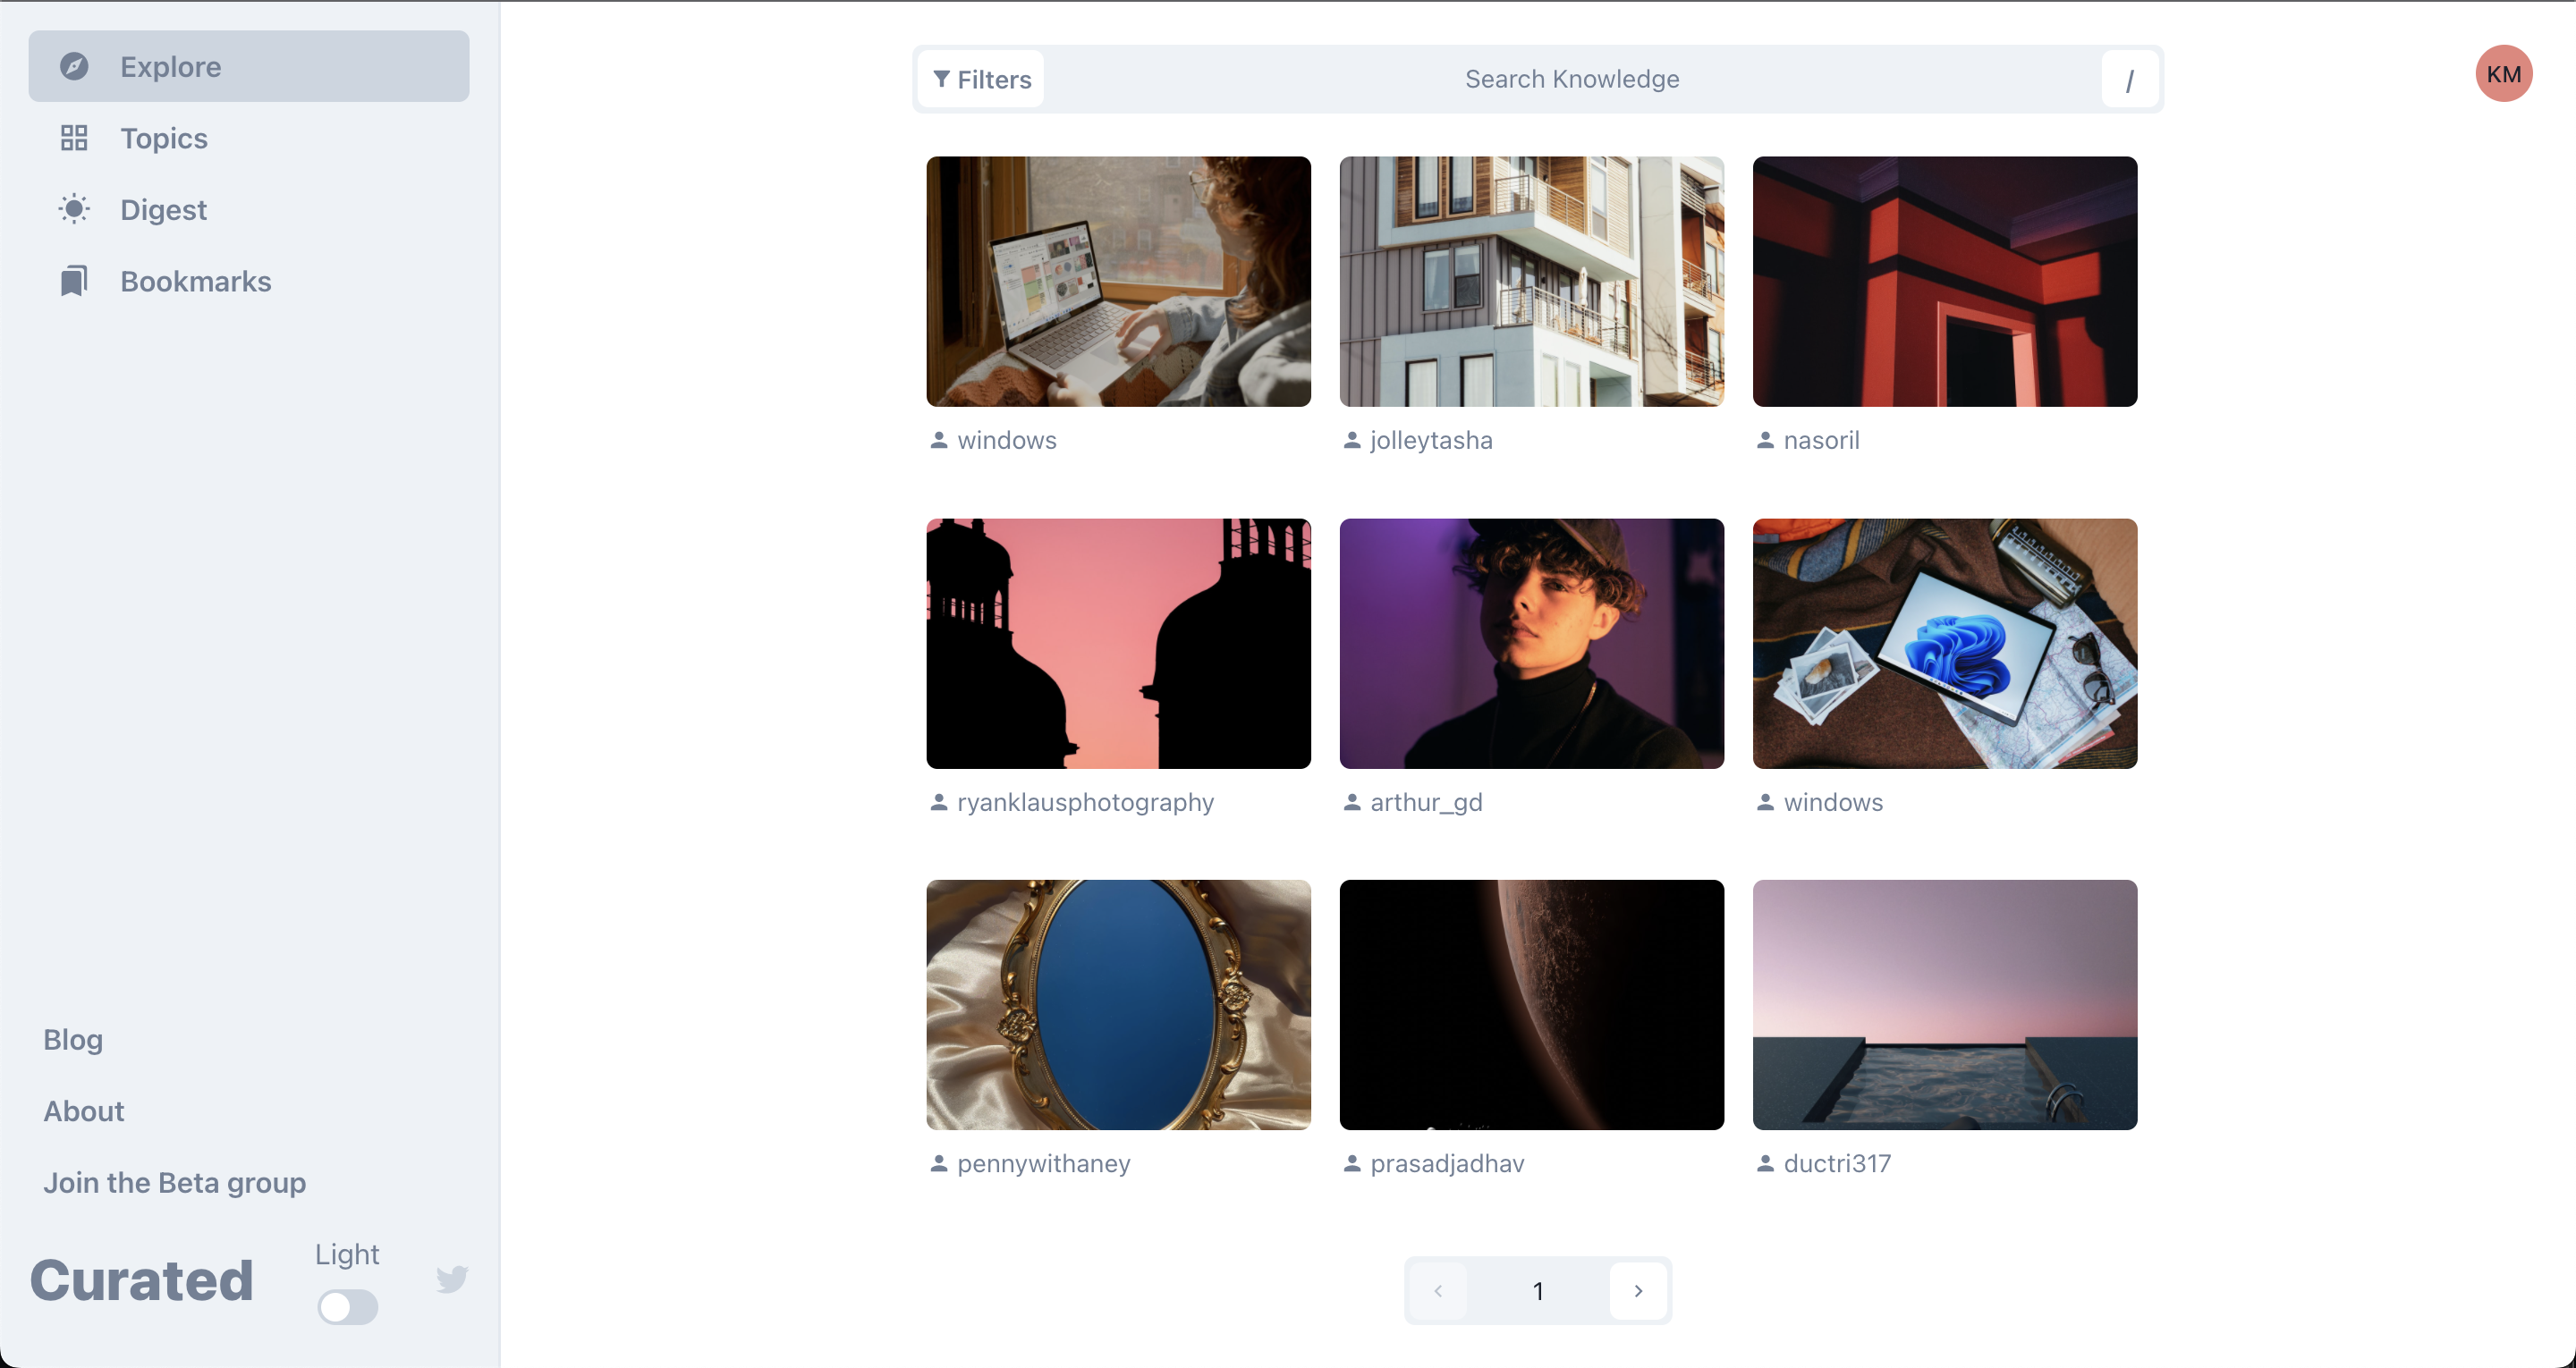 Explore
Topics
Digest
Bookmarks
Blog
About
Join the Beta group
Curated
Light
Filters
Search Knowledge
/
KM
windows
jolleytasha
nasoril
ryanklausphotography
arthur_gd
windows
pennywithaney
prasadjadhav
ductri317
1